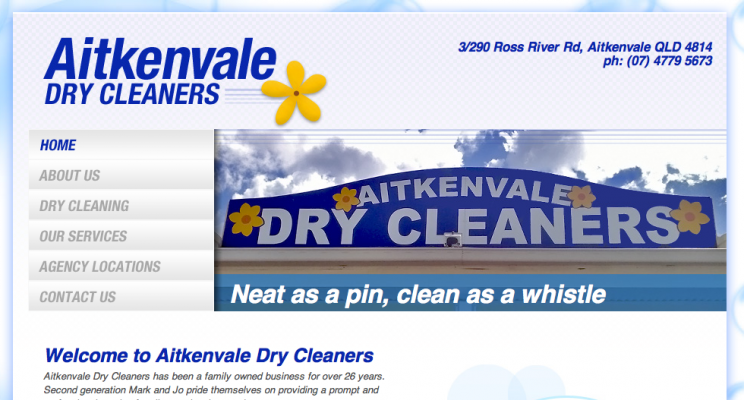 Aitkenvale
DRY CLEANERS
3/290 Ross River Rd, Aitkenvale QLD 4814
ph: (07) 4779 5673
HOME
ABOUT US
DRY CLEANING
OUR SERVICES
AGENCY LOCATIONS
CONTACT US
AITKENVALE
DRY CLEANERS
Neat as a pin, clean as a whistle
Welcome to Aitkenvale Dry Cleaners
Aitkenvale Dry Cleaners has been a family owned business for over 26 years.
Second generation Mark and Jo pride themselves on providing a prompt and